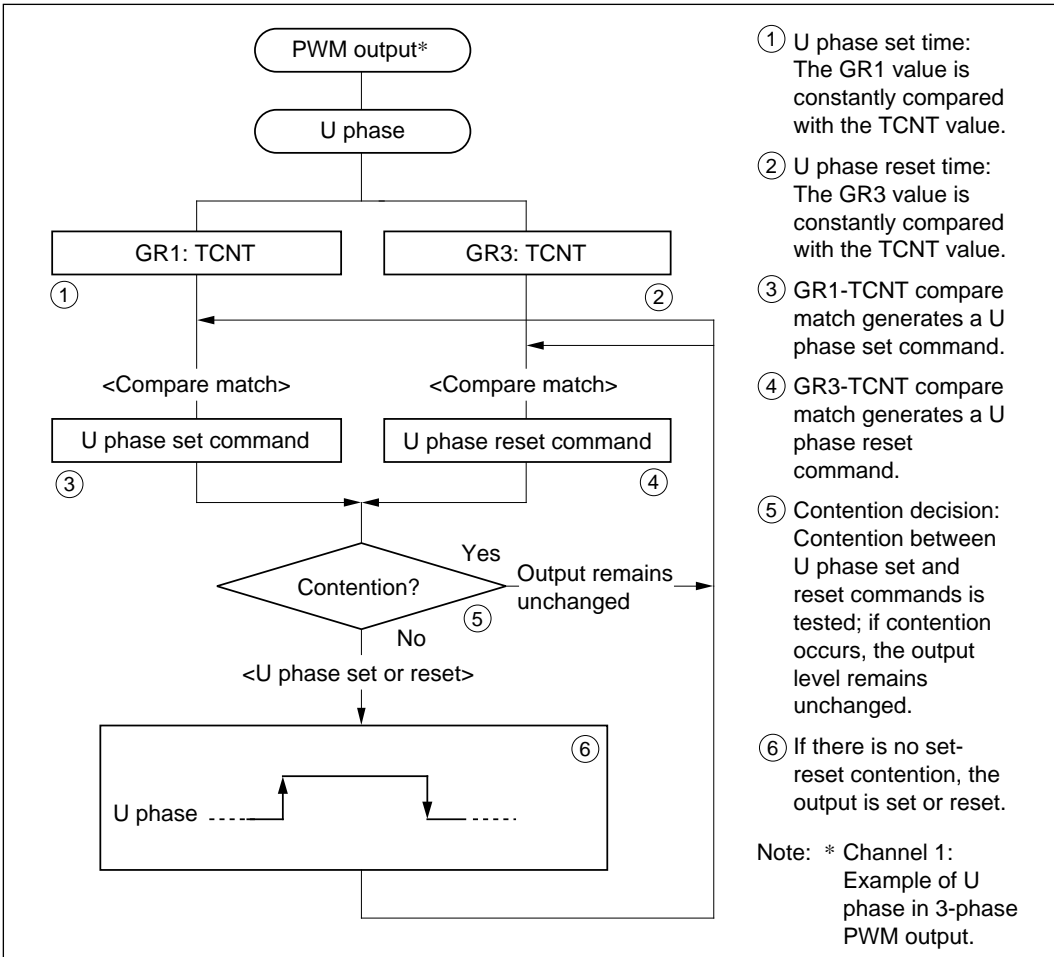 PWM output*
U phase
GR1: TCNT
GR3: TCNT
①
②
<Compare match>
<Compare match>
U phase set command
U phase reset command
③
④
Contention?
Yes
Output remains
unchanged
⑤
No
<U phase set or reset>
⑥
U phase
① U phase set time:
The GR1 value is
constantly compared
with the TCNT value.
② U phase reset time:
The GR3 value is
constantly compared
with the TCNT value.
③ GR1-TCNT compare
match generates a U
phase set command.
④ GR3-TCNT compare
match generates a U
phase reset
command.
⑤ Contention decision:
Contention between
U phase set and
reset commands is
tested; if contention
occurs, the output
level remains
unchanged.
⑥ If there is no set-
reset contention, the
output is set or reset.
Note: * Channel 1:
Example of U
phase in 3-phase
PWM output.